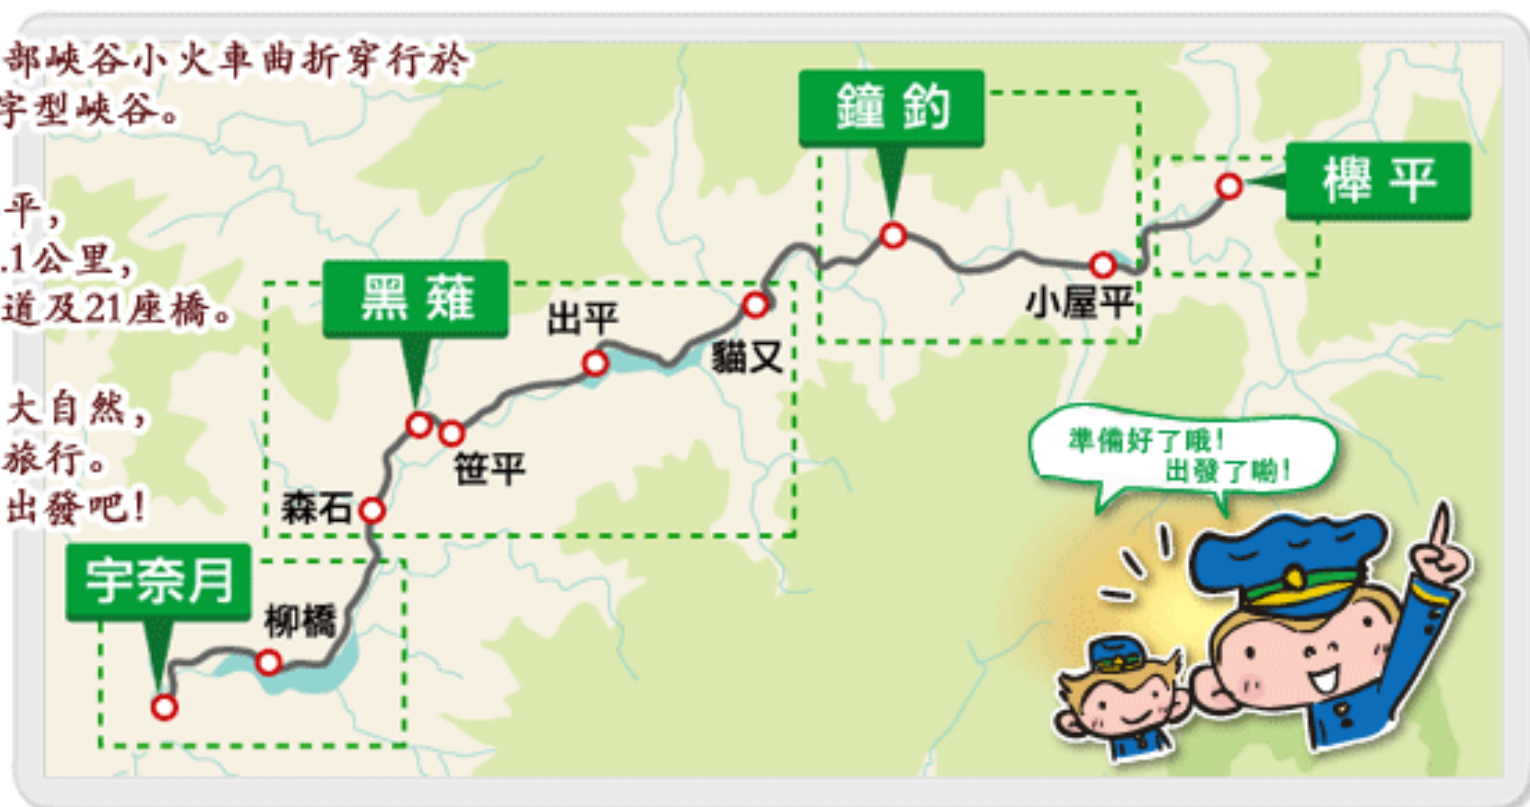 部峽谷小火車曲折穿行於
字型峽谷。
平，
.1公里，
道及21座橋。
大自然，
旅行。
出發吧！
鐘釣
欅平
小屋平
黑薙
出平
貓又
笹平
森石
宇奈月
柳橋
準備好了哦！
出發了喲！